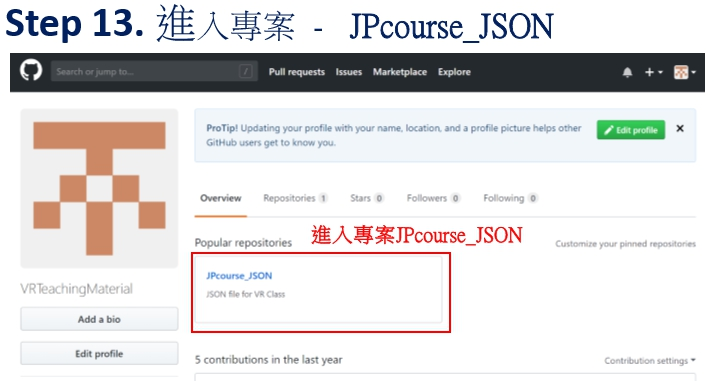 Step 13. 進入專案 - JPcourse_JSON
Search or jump to... /
Pull requests Issues Marketplace Explore
ProTip! Updating your profile with your name, location, and a profile picture helps other
GitHub users get to know you.
Edit profile
Overview Repositories 1 Stars 0 Followers 0 Following 0
Popular repositories
進入專案JPcourse_JSON
Customize your pinned repositories
JPcourse_JSON
JSON file for VR Class
VRTeachingMaterial
Add a bio
Edit profile
5 contributions in the last year
Contribution settings